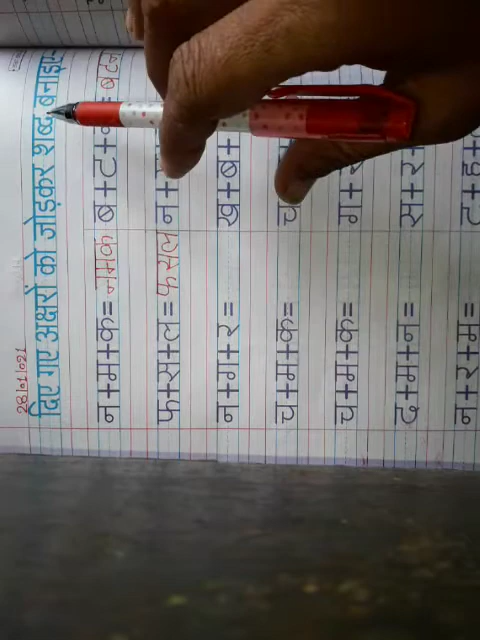 28/01/021
दिए गए अक्षरों को जोड़कर शब्द बनाइए-
न+म+क= नमक ब+ट+
फ+स+ल= फसल न+
न+ग+र= ख+ब+
च+म+क=
च+म+क= ग+
द+म+न= स+र+
न+र+म=